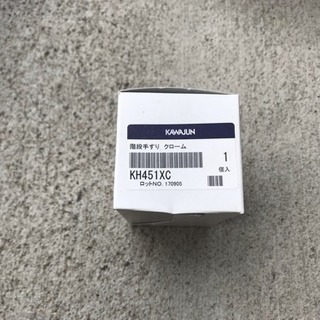 KAWAJUN
階段手すり クローム
1
個入
KH451XC
ロットNO. 170905